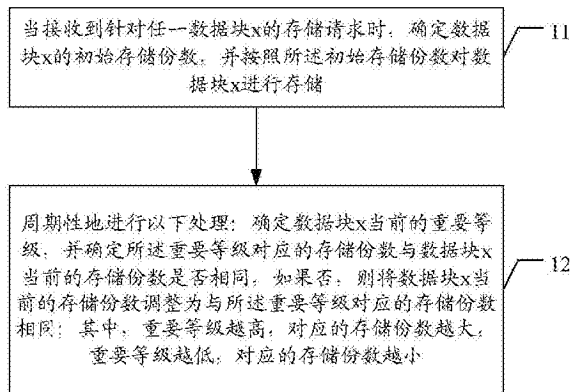 当接收到针对任一数据块x的存储请求时，确定数据
块x的初始存储份数，并按照所述初始存储份数对数
据块x进行存储
11
周期性地进行以下处理：确定数据块x当前的重要等
级，并确定所述重要等级对应的存储份数与数据块x
当前的存储份数是否相同，如果否，则将数据块x当
前的存储份数调整为与所述重要等级对应的存储份数
相同；其中，重要等级越高，对应的存储份数越大，
重要等级越低，对应的存储份数越小
12